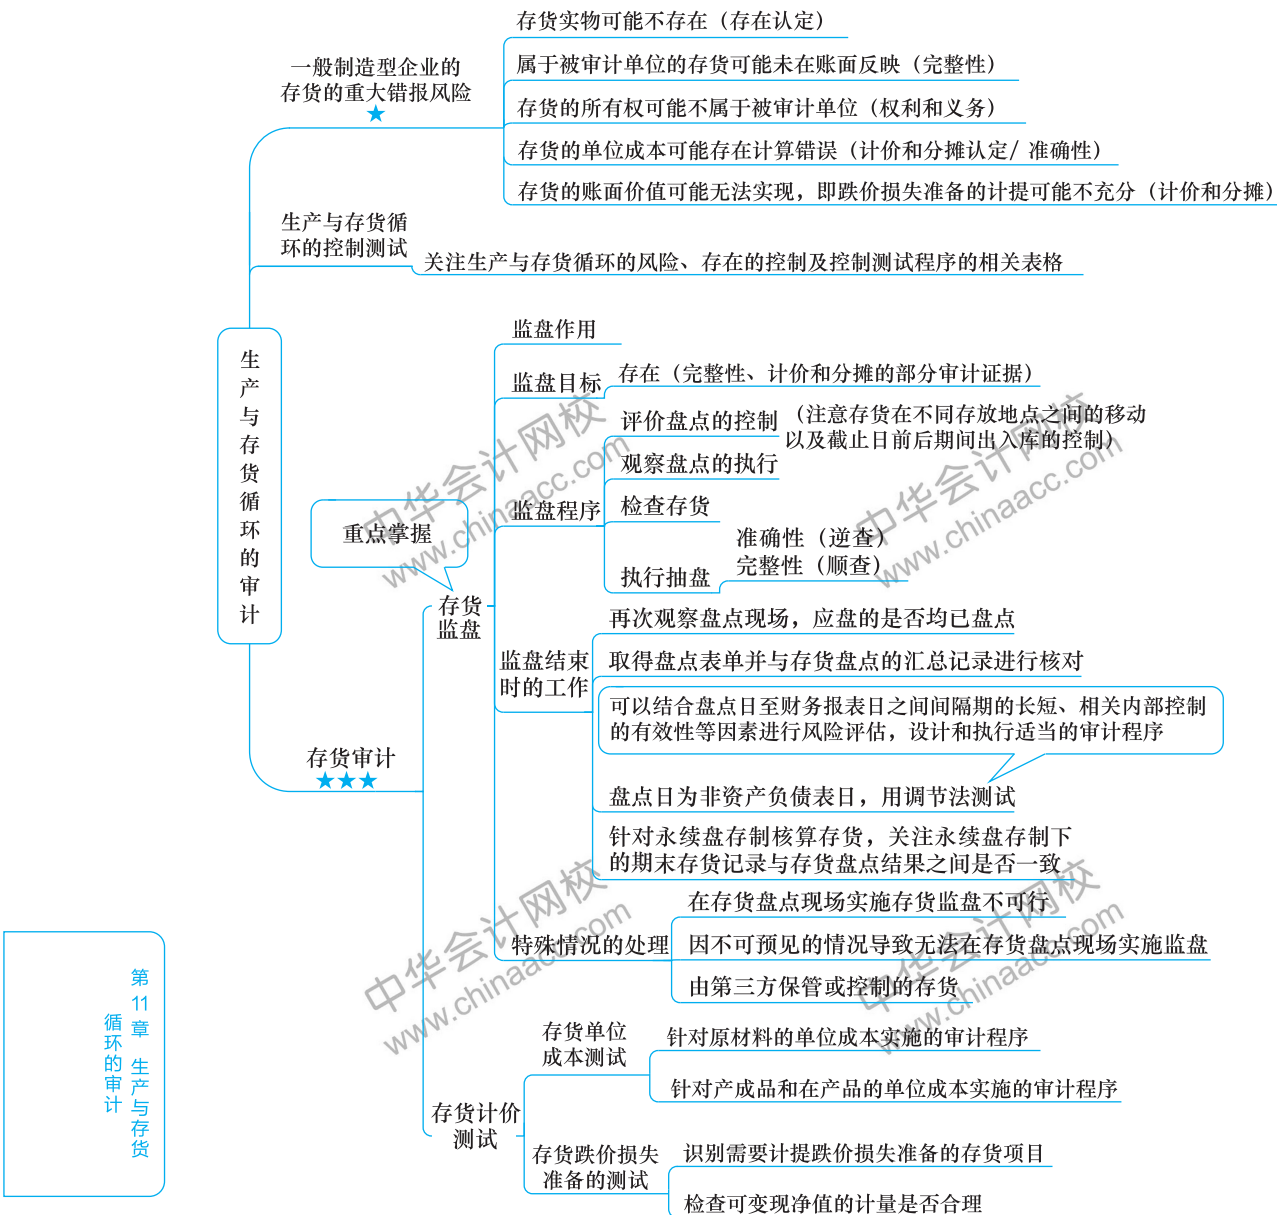 存货实物可能不存在（存在认定）
一般制造型企业的
存货的重大错报风险
属于被审计单位的存货可能未在账面反映（完整性）
存货的所有权可能不属于被审计单位（权利和义务）
存货的单位成本可能存在计算错误（计价和分摊认定/ 准确性）
存货的账面价值可能无法实现，即跌价损失准备的计提可能不充分（计价和分摊）
生产与存货循
环的控制测试
关注生产与存货循环的风险、存在的控制及控制测试程序的相关表格
生产与存货循环的审计
监盘作用
监盘目标
存在（完整性、计价和分摊的部分审计证据）
监盘程序
评价盘点的控制
（注意存货在不同存放地点之间的移动
以及截止日前后期间出入库的控制）
观察盘点的执行
检查存货
执行抽盘
准确性（逆查）
完整性（顺查）
重点掌握
存货
监盘
监盘结束
时的工作
再次观察盘点现场，应盘的是否均已盘点
取得盘点表单并与存货盘点的汇总记录进行核对
可以结合盘点日至财务报表日之间间隔期的长短、相关内部控制
的有效性等因素进行风险评估，设计和执行适当的审计程序
盘点日为非资产负债表日，用调节法测试
针对永续盘存制核算存货，关注永续盘存制下
的期末存货记录与存货盘点结果之间是否一致
存货审计
特殊情况的处理
在存货盘点现场实施存货监盘不可行
因不可预见的情况导致无法在存货盘点现场实施监盘
由第三方保管或控制的存货
存货计价
测试
存货单位
成本测试
针对原材料的单位成本实施的审计程序
针对产成品和在产品的单位成本实施的审计程序
存货跌价损失
准备的测试
识别需要计提跌价损失准备的存货项目
检查可变现净值的计量是否合理
第11章 生产与存货
循环的审计
中华会计网校
www.chinaacc.com
中华会计网校
www.chinaacc.com
中华会计网校
www.chinaacc.com
中华会计网校
www.chinaacc.com